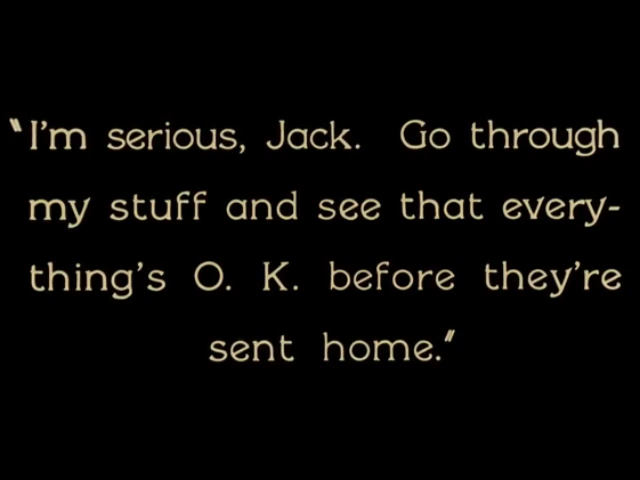 "I'm serious, Jack. Go through
my stuff and see that every-
thing's O. K. before they're
sent home."